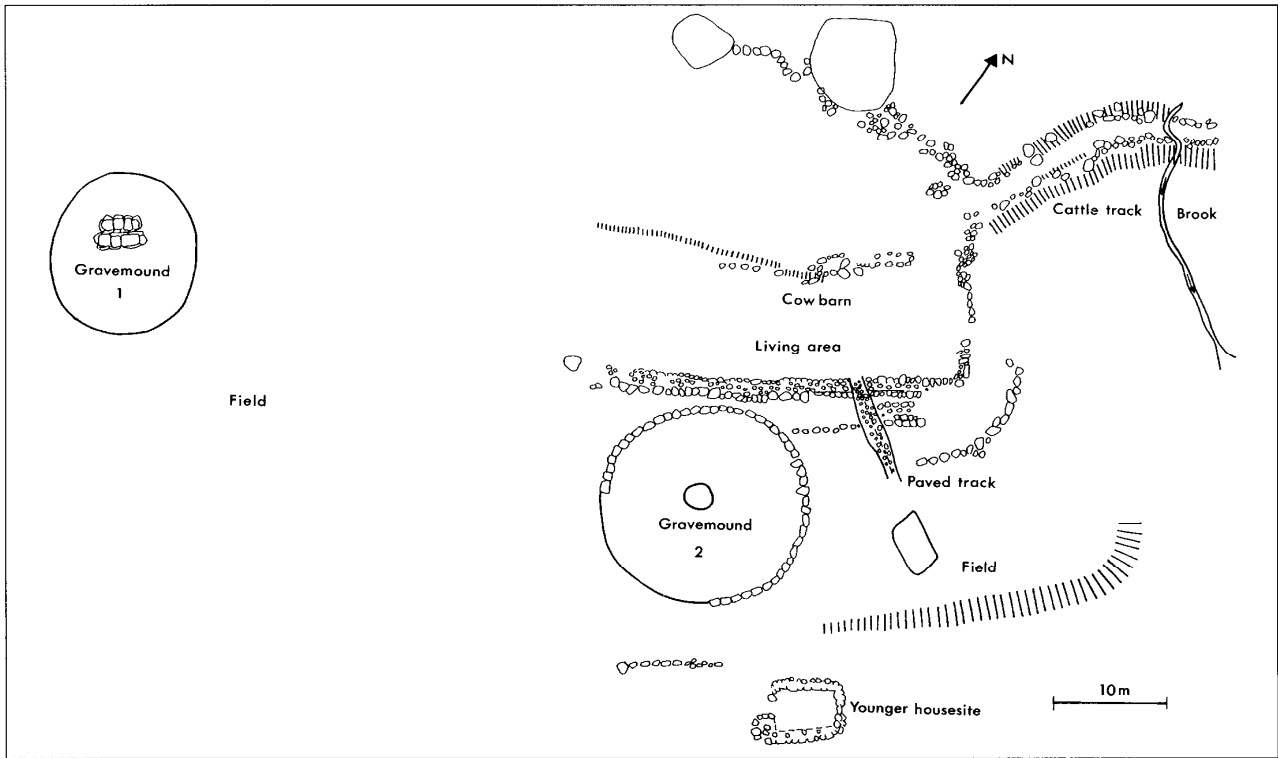 N
Cattle track
Brook
Gravemound
1
Cow barn
Living area
Field
Paved track
Gravemound
2
Field
Younger housesite
10 m